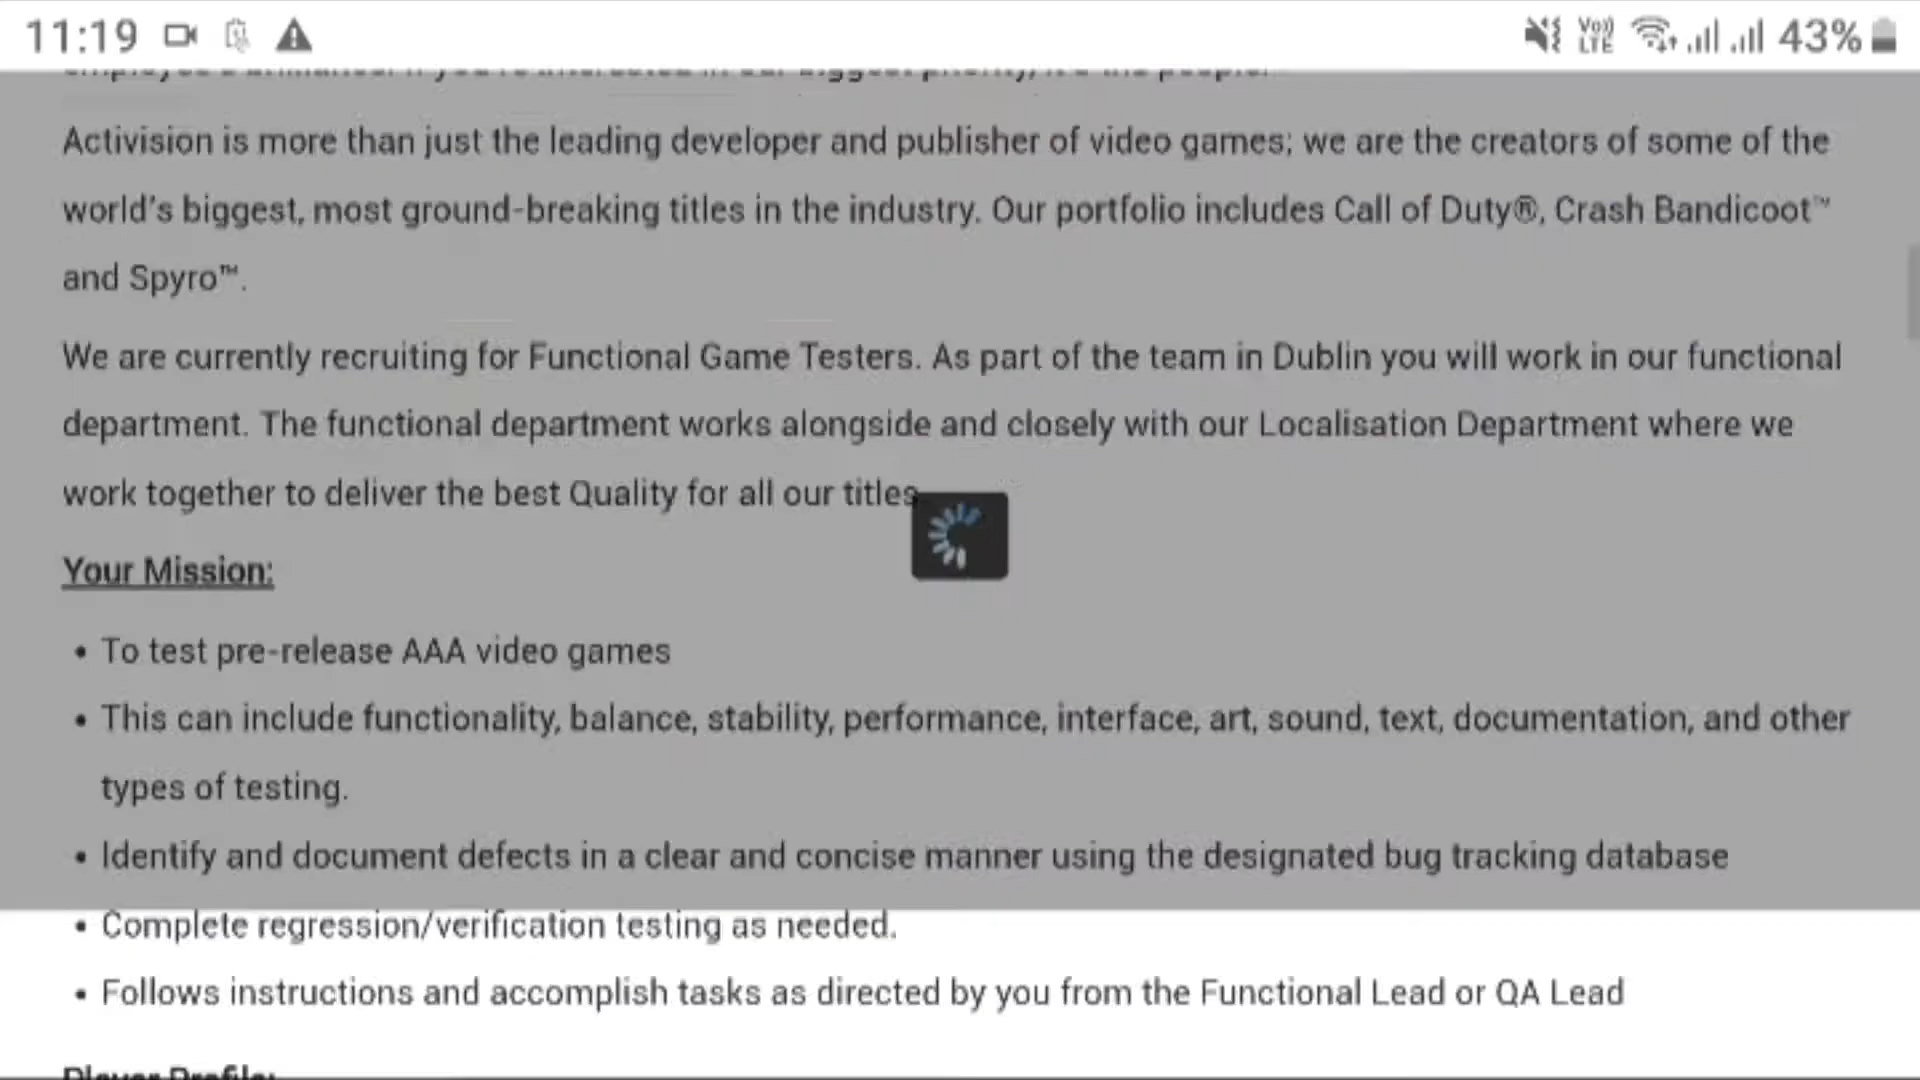 11:19
Vo)) LTE
43%
Activision is more than just the leading developer and publisher of video games; we are the creators of some of the
world's biggest, most ground-breaking titles in the industry. Our portfolio includes Call of Duty®, Crash Bandicoot™
and Spyro™.
We are currently recruiting for Functional Game Testers. As part of the team in Dublin you will work in our functional
department. The functional department works alongside and closely with our Localisation Department where we
work together to deliver the best Quality for all our titles
Your Mission:
• To test pre-release AAA video games
• This can include functionality, balance, stability, performance, interface, art, sound, text, documentation, and other
types of testing.
• Identify and document defects in a clear and concise manner using the designated bug tracking database
• Complete regression/verification testing as needed.
• Follows instructions and accomplish tasks as directed by you from the Functional Lead or QA Lead
Player Profile: